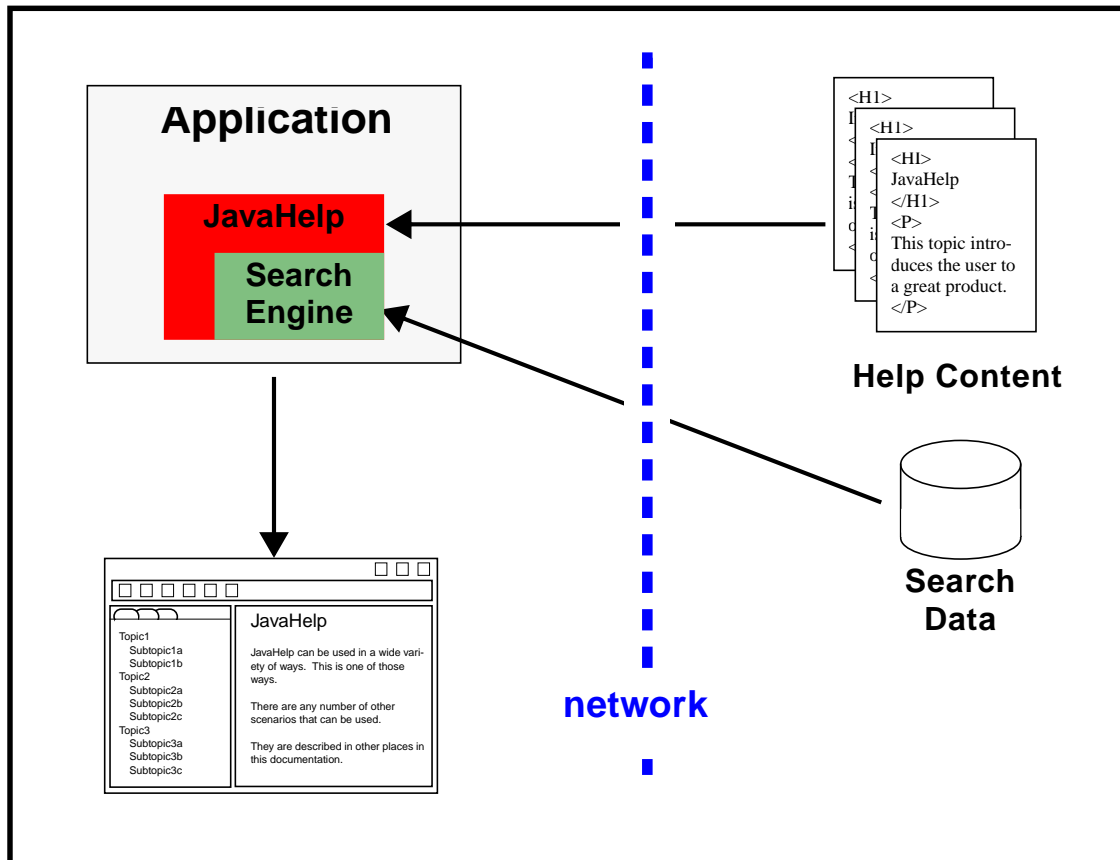 Application
JavaHelp
Search
Engine
<H1>
<H1>
<HI>
JavaHelp
</H1>
<P>
This topic intro-
duces the user to
a great product.
</P>
Help Content
Search
Data
network
JavaHelp
JavaHelp can be used in a wide vari-
ety of ways. This is one of those
ways.
There are any number of other
scenarios that can be used.
They are described in other places in
this documentation.
Topic1
Subtopic1a
Subtopic1b
Topic2
Subtopic2a
Subtopic2b
Subtopic2c
Topic3
Subtopic3a
Subtopic3b
Subtopic3c